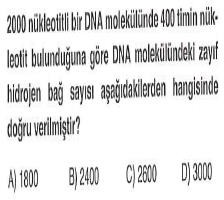 2000 nükleotitli bir DNA molekülünde 400 timin nük-
leotit bulunduğuna göre DNA molekülündeki zayıf
hidrojen bağ sayısı aşağıdakilerden hangisinde
doğru verilmiştir?
A) 1800 B) 2400 C) 2600 D) 3000